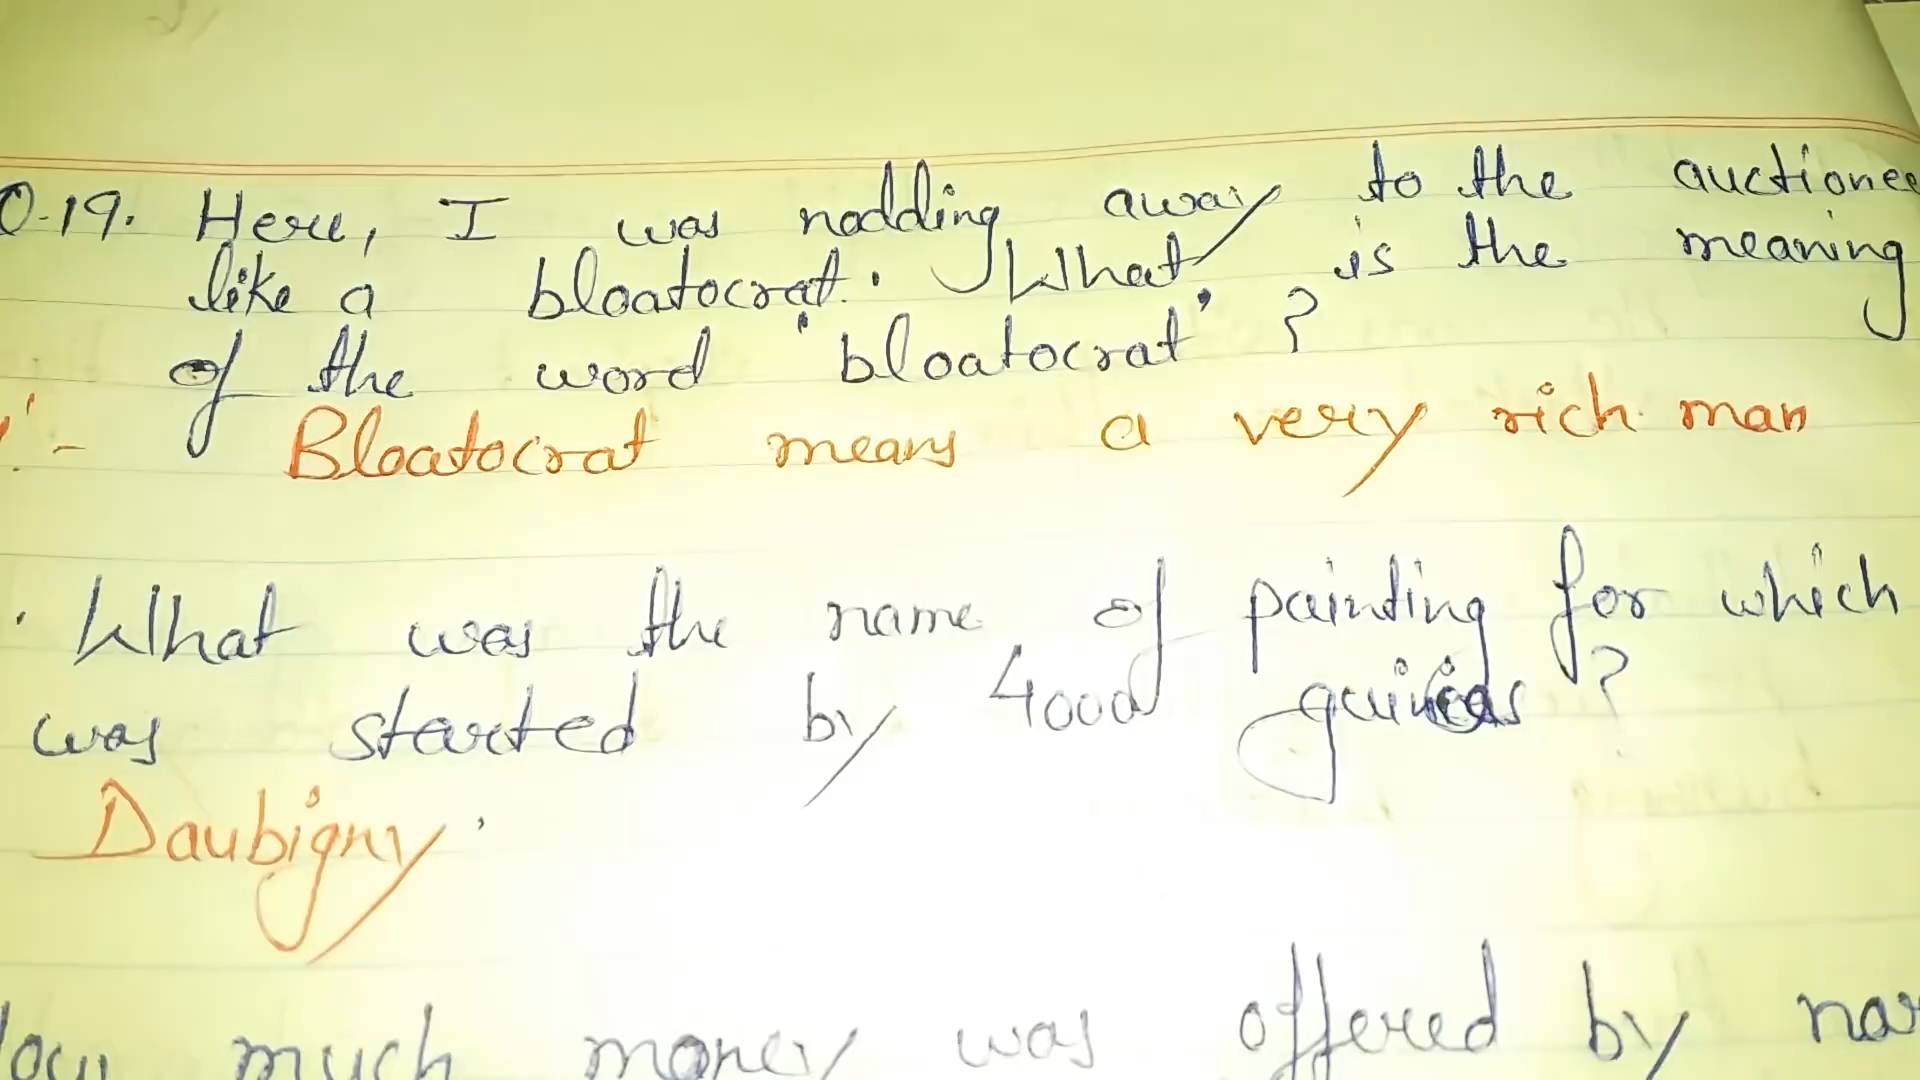 Q.19. Here, I was nodding away to the auctionee
like a bloatocrat. What is the meaning
of the word 'bloatocrat' ?
:- Bloatocrat means a very rich man
. What was the name of painting for which
was started by 4000 guineas ?
Daubigny.
How much money was offered by nar